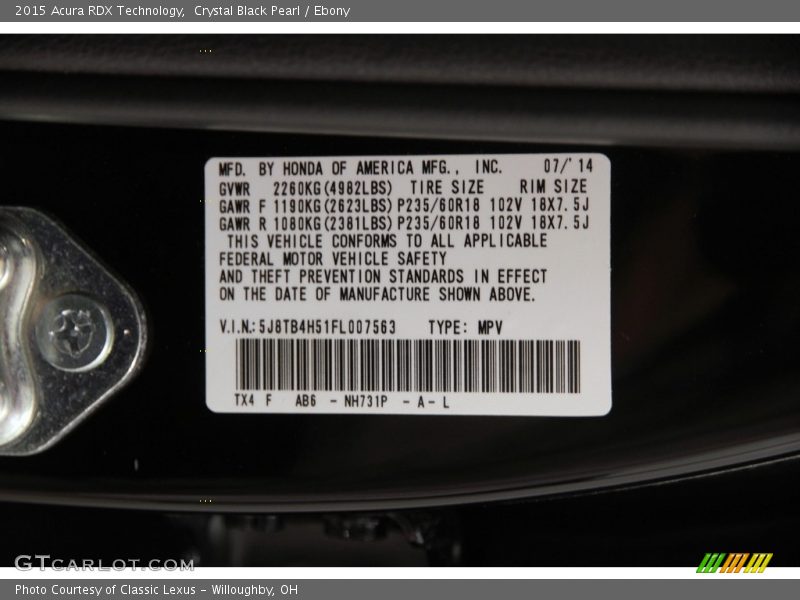 2015 Acura RDX Technology,  Crystal Black Pearl / Ebony
MFD. BY HONDA OF AMERICA MFG., INC. 07/'14
GVWR 2260KG(4982LBS) TIRE SIZE RIM SIZE
GAWR F 1190KG(2623LBS) P235/60R18 102V 18X7.5J
GAWR R 1080KG(2381LBS) P235/60R18 102V 18X7.5J
THIS VEHICLE CONFORMS TO ALL APPLICABLE
FEDERAL MOTOR VEHICLE SAFETY
AND THEFT PREVENTION STANDARDS IN EFFECT
ON THE DATE OF MANUFACTURE SHOWN ABOVE.
V.I.N.: 5J8TB4H51FL007563 TYPE: MPV
TX4 F AB6 - NH731P - A - L
GTCARLOT.COM
Photo Courtesy of Classic Lexus - Willoughby, OH